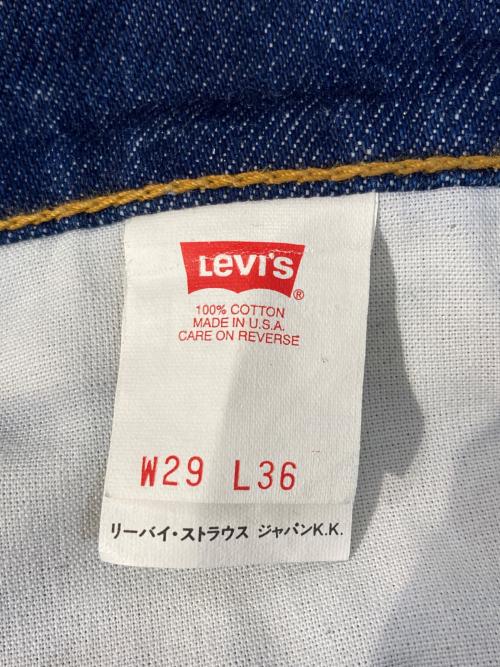 Levi's
®
100% COTTON
MADE IN U.S.A.
CARE ON REVERSE
W29 L36
リーバイ・ストラウス ジャパンK.K.